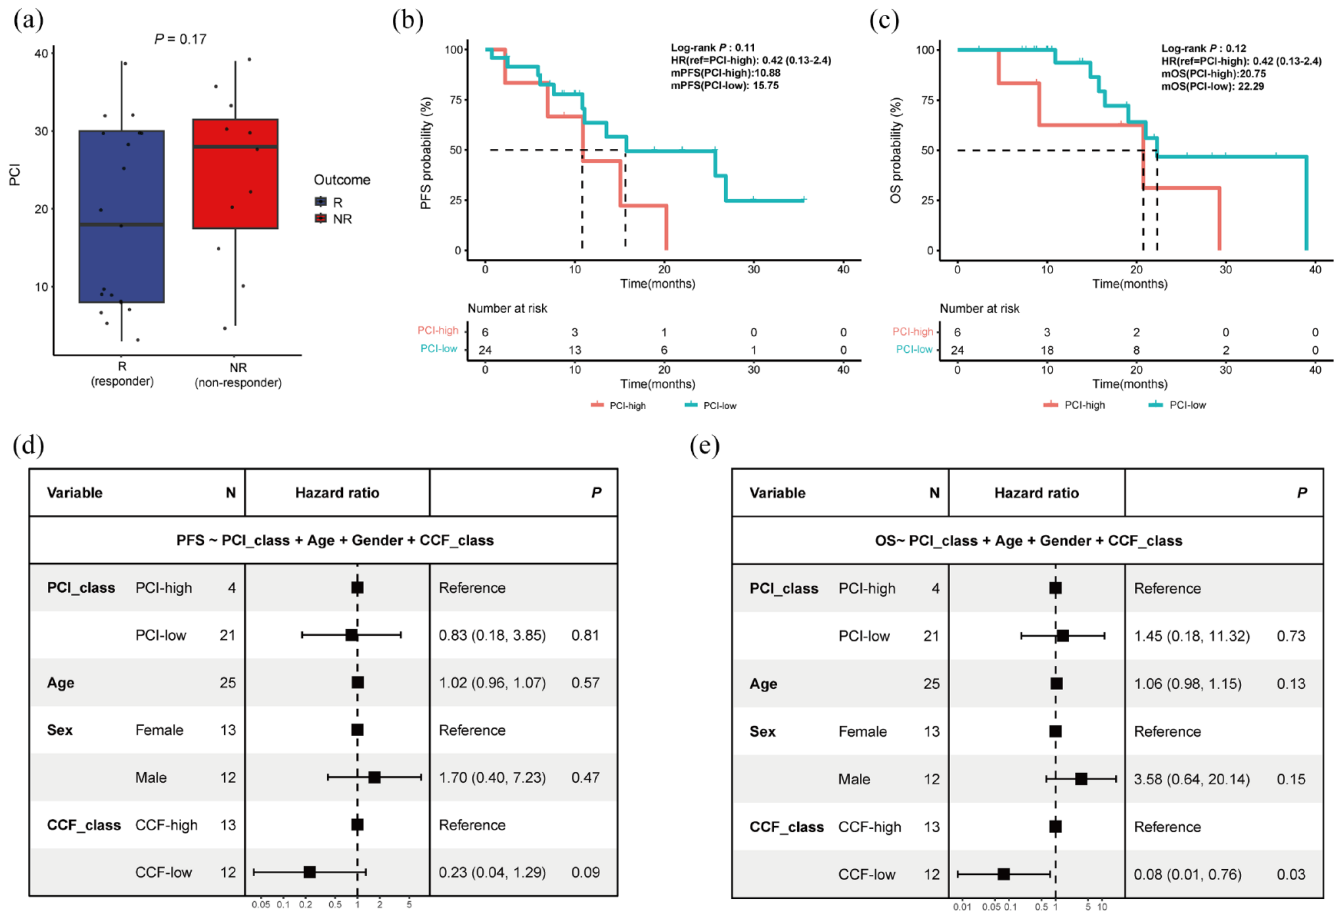 (a)
P = 0.17
40
30
20
10
PCI
R
(responder)
NR
(non-responder)
Outcome
R
NR
(b)
Log-rank P : 0.11
HR(ref=PCI-high): 0.42 (0.13-2.4)
mPFS(PCI-high):10.88
mPFS(PCI-low): 15.75
100
75
50
25
0
PFS probability (%)
0 10 20 30 40
Time(months)
Number at risk
PCI-high 6 3 1 0 0
PCI-low 24 13 6 1 0
0 10 20 30 40
Time(months)
PCI-high PCI-low
(c)
Log-rank P : 0.12
HR(ref=PCI-high): 0.42 (0.13-2.4)
mOS(PCI-high):20.75
mOS(PCI-low): 22.29
100
75
50
25
0
OS probability (%)
0 10 20 30 40
Time(months)
Number at risk
PCI-high 6 3 2 0 0
PCI-low 24 18 8 2 0
0 10 20 30 40
Time(months)
PCI-high PCI-low
(d)
Variable N Hazard ratio P
PFS ~ PCI_class + Age + Gender + CCF_class
PCI_class PCI-high 4 Reference
PCI-low 21 0.83 (0.18, 3.85) 0.81
Age 25 1.02 (0.96, 1.07) 0.57
Sex Female 13 Reference
Male 12 1.70 (0.40, 7.23) 0.47
CCF_class CCF-high 13 Reference
CCF-low 12 0.23 (0.04, 1.29) 0.09
0.05 0.1 0.2 1 2 5
(e)
Variable N Hazard ratio P
OS~ PCI_class + Age + Gender + CCF_class
PCI_class PCI-high 4 Reference
PCI-low 21 1.45 (0.18, 11.32) 0.73
Age 25 1.06 (0.98, 1.15) 0.13
Sex Female 13 Reference
Male 12 3.58 (0.64, 20.14) 0.15
CCF_class CCF-high 13 Reference
CCF-low 12 0.08 (0.01, 0.76) 0.03
0.01 0.05 0.1 0.5 1 5 10